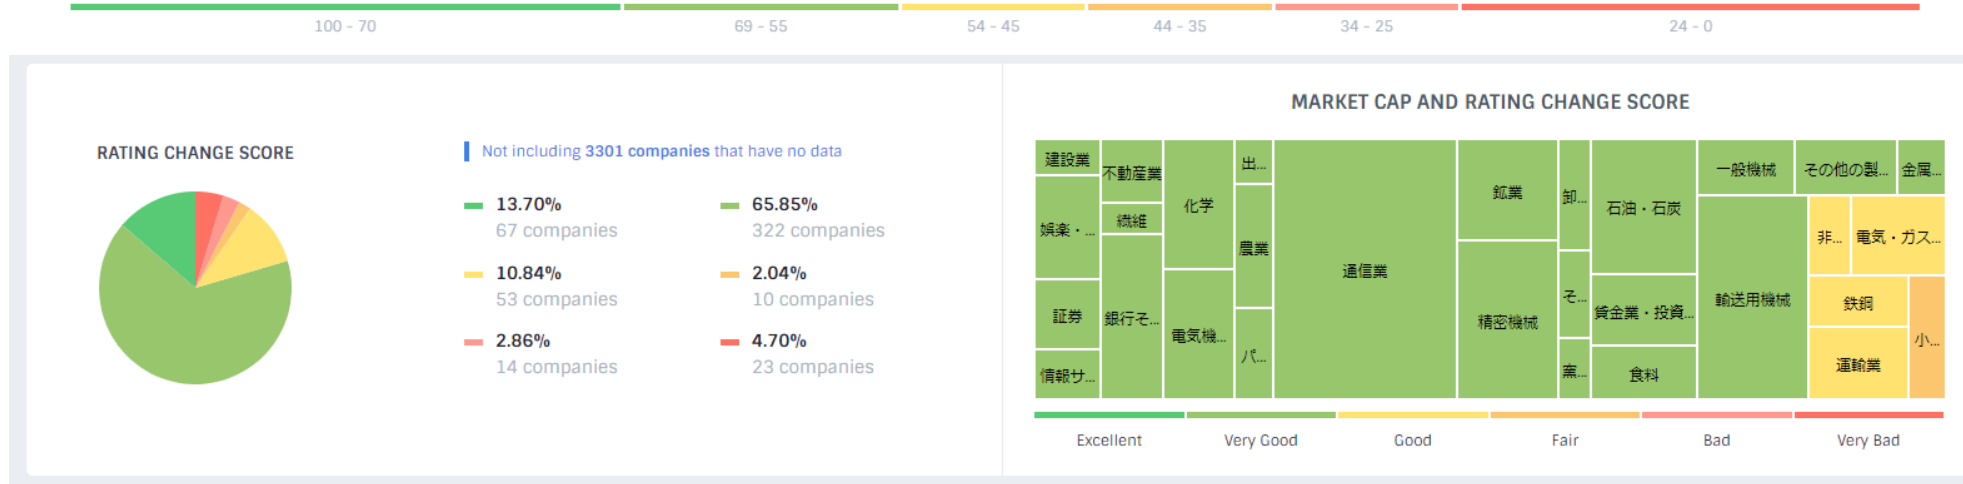 100 - 70
69 - 55
54 - 45
44 - 35
34 - 25
24 - 0
RATING CHANGE SCORE
Not including 3301 companies that have no data
13.70%
67 companies
65.85%
322 companies
10.84%
53 companies
2.04%
10 companies
2.86%
14 companies
4.70%
23 companies
MARKET CAP AND RATING CHANGE SCORE
建設業
娯楽・...
証券
情報サ...
不動産業
繊維
銀行そ...
化学
電気機...
出...
農業
パ...
通信業
鉱業
精密機械
卸...
そ...
窯...
石油・石炭
貸金業・投資...
食料
一般機械
輸送用機械
その他の製...
金属...
非...
電気・ガス...
鉄鋼
運輸業
小...
Excellent
Very Good
Good
Fair
Bad
Very Bad